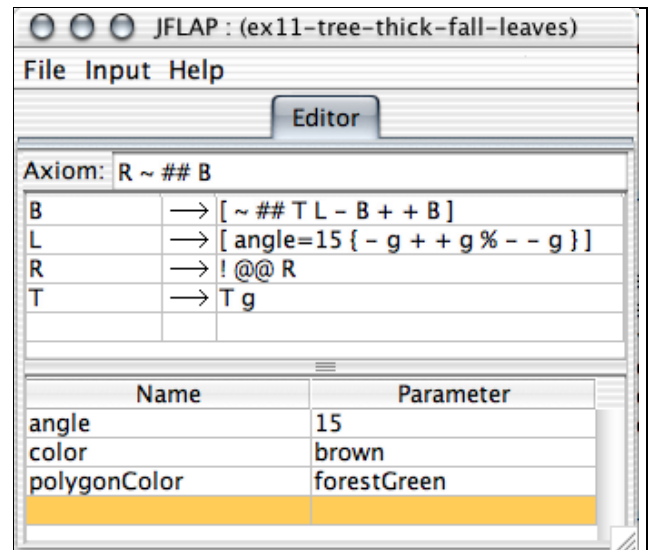 JFLAP : (ex11-tree-thick-fall-leaves)
File Input Help
Editor
Axiom: R ~ ## B
B → [ ~ ## T L - B + + B ]
L → [ angle=15 { - g + + g % - - g } ]
R → ! @@ R
T → T g
Name Parameter
angle 15
color brown
polygonColor forestGreen